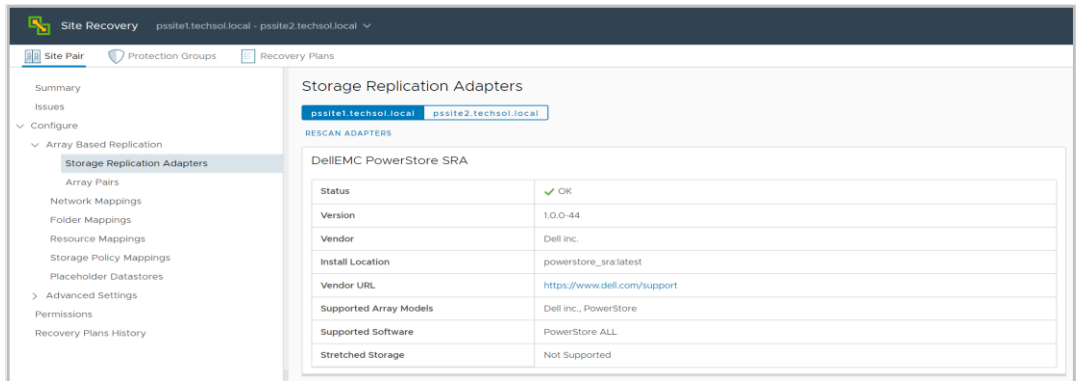 Site Recovery pssite1.techsol.local - pssite2.techsol.local
Site Pair Protection Groups Recovery Plans
Summary
Issues
Configure
Array Based Replication
Storage Replication Adapters
Array Pairs
Network Mappings
Folder Mappings
Resource Mappings
Storage Policy Mappings
Placeholder Datastores
Advanced Settings
Permissions
Recovery Plans History
Storage Replication Adapters
pssite1.techsol.local pssite2.techsol.local
RESCAN ADAPTERS
DellEMC PowerStore SRA
Status OK
Version 1.0.0-44
Vendor Dell inc.
Install Location powerstore_sra:latest
Vendor URL https://www.dell.com/support
Supported Array Models Dell inc., PowerStore
Supported Software PowerStore ALL
Stretched Storage Not Supported